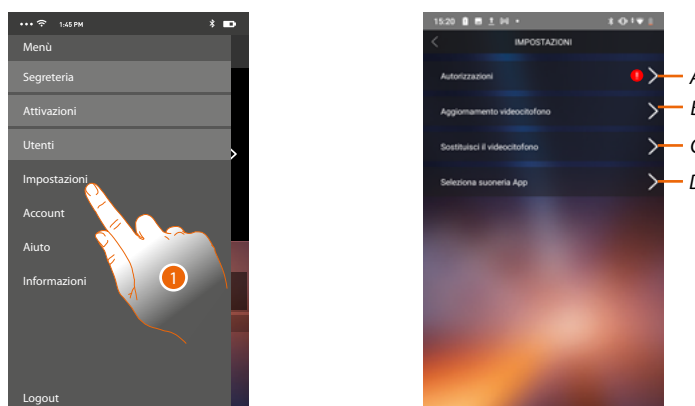 1:45 PM
Menù
Segreteria
Attivazioni
Utenti
Impostazioni
Account
Aiuto
Informazioni
1
Logout
15:20
IMPOSTAZIONI
Autorizzazioni
A
Aggiornamento videocitofono
Sostituisci il videocitofono
Seleziona suoneria App